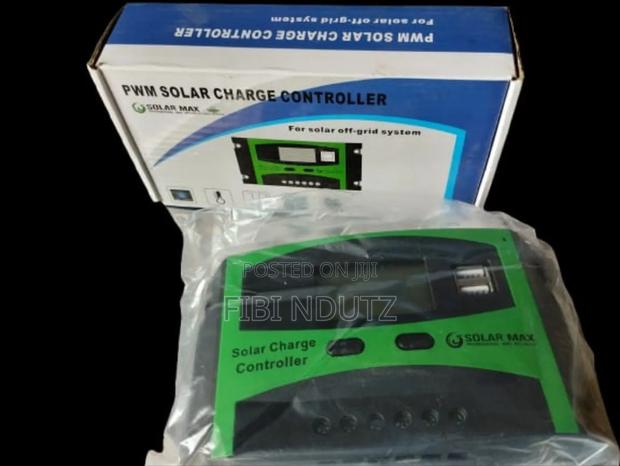 PWM SOLAR CHARGE CONTROLLER
For solar off-grid system
PWM SOLAR CHARGE CONTROLLER
SOLAR MAX
For solar off-grid system
POSTED ON JIJI
FIBI NDUTZ
SOLAR MAX
Solar Charge
Controller